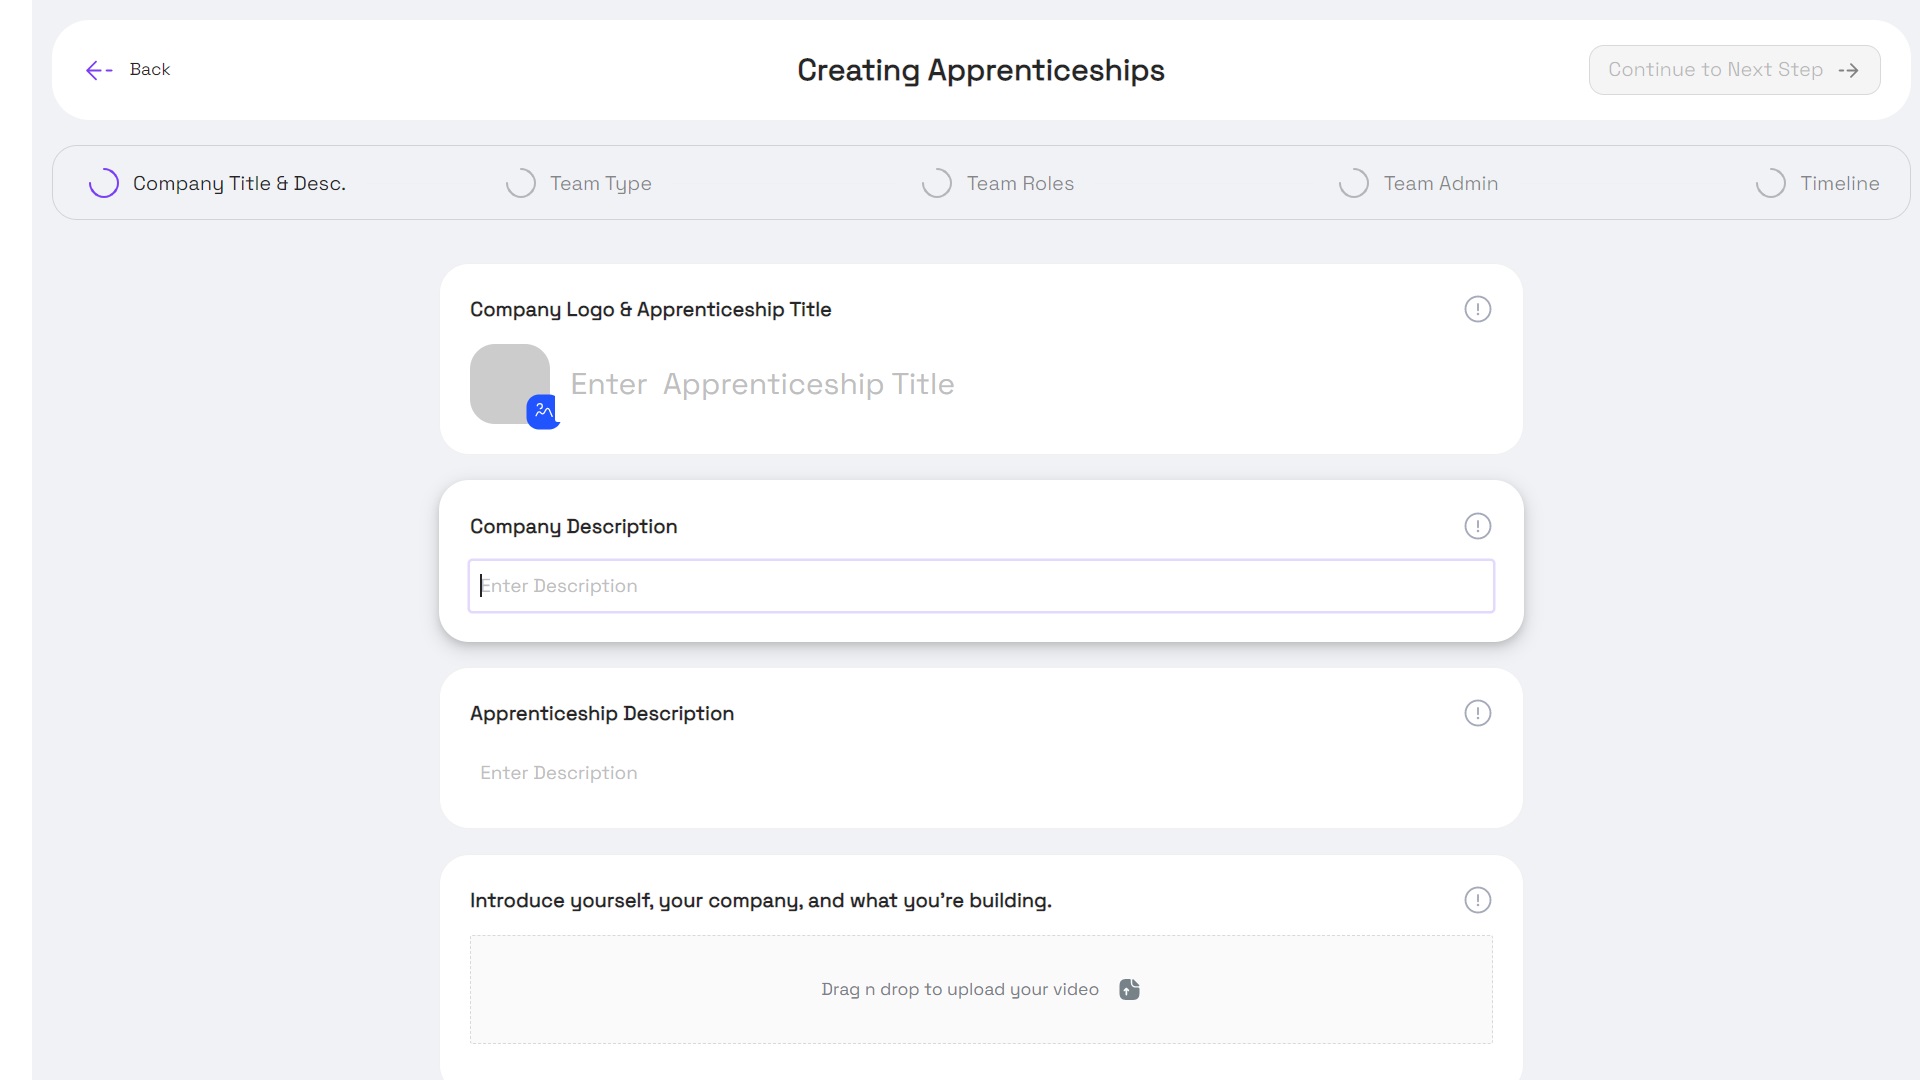 Back
Creating Apprenticeships
Continue to Next Step
Company Title & Desc.
Team Type
Team Roles
Team Admin
Timeline
Company Logo & Apprenticeship Title
Enter Apprenticeship Title
Company Description
Enter Description
Apprenticeship Description
Enter Description
Introduce yourself, your company, and what you're building.
Drag n drop to upload your video